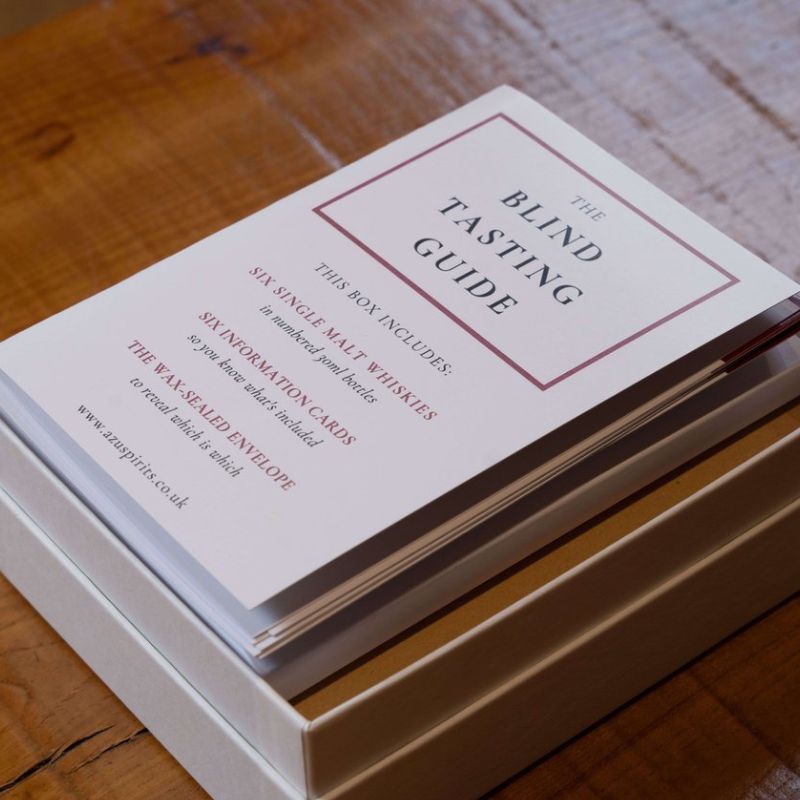 THE
BLIND
TASTING
GUIDE
THIS BOX INCLUDES:
SIX SINGLE MALT WHISKIES
in numbered 30ml bottles
SIX INFORMATION CARDS
so you know what's included
THE WAX-SEALED ENVELOPE
to reveal which is which
www.azuspirits.co.uk